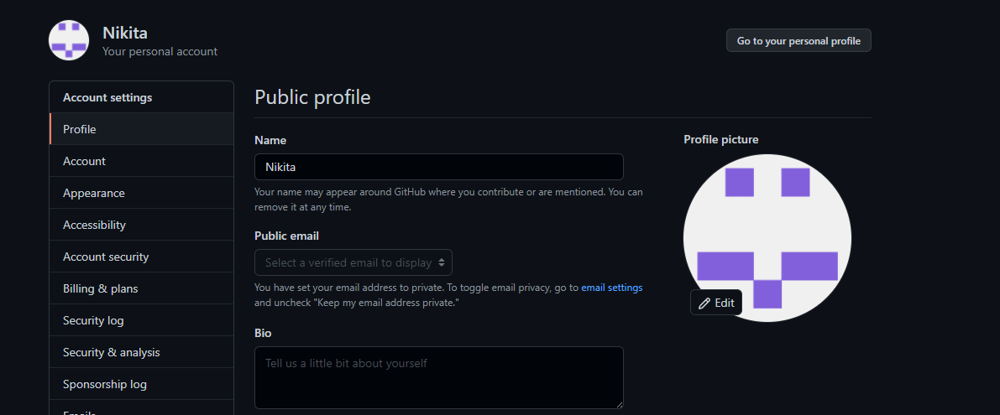 Nikita
Your personal account
Go to your personal profile
Account settings
Profile
Account
Appearance
Accessibility
Account security
Billing & plans
Security log
Security & analysis
Sponsorship log
Emails
Public profile
Name
Nikita
Your name may appear around GitHub where you contribute or are mentioned. You can
remove it at any time.
Public email
Select a verified email to display
You have set your email address to private. To toggle email privacy, go to email settings
and uncheck "Keep my email address private."
Bio
Tell us a little bit about yourself
Profile picture
Edit